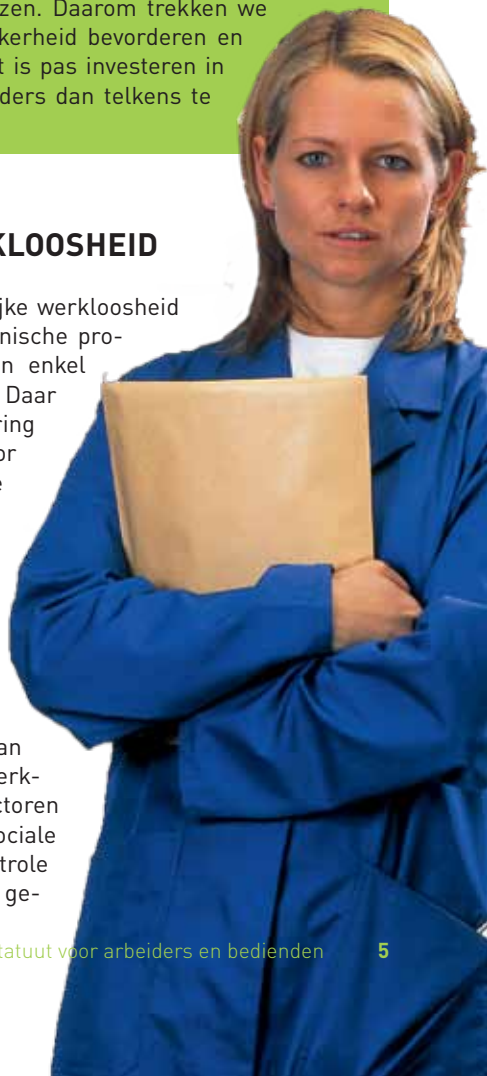 zen. Daarom trekken we
kerheid bevorderen en
t is pas investeren in
ders dan telkens te
KLOOSHEID
jke werkloosheid
nische pro-
n enkel
Daar
ring
or
e
an
erk-
ctoren
ociale
trole
ge-
tatuut voor arbeiders en bedienden 5